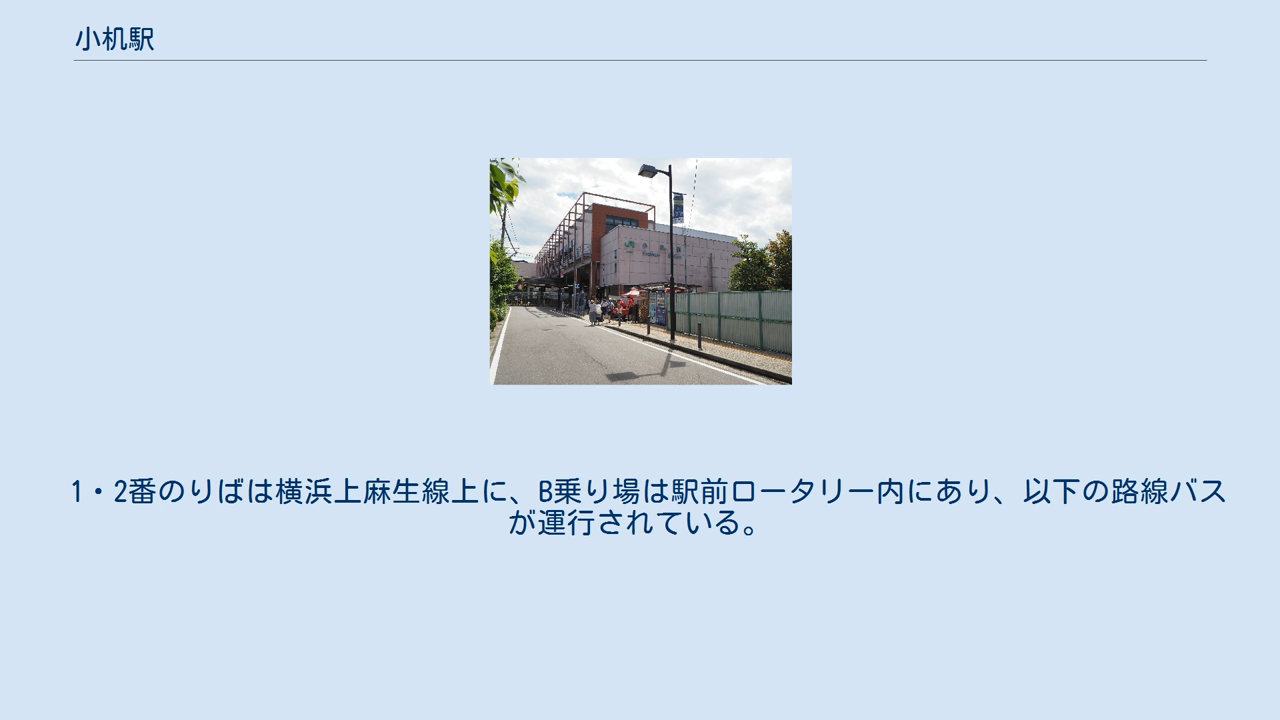 小机駅
JR
1・2番のりばは横浜上麻生線上に、B乗り場は駅前ロータリー内にあり、以下の路線バス
が運行されている。